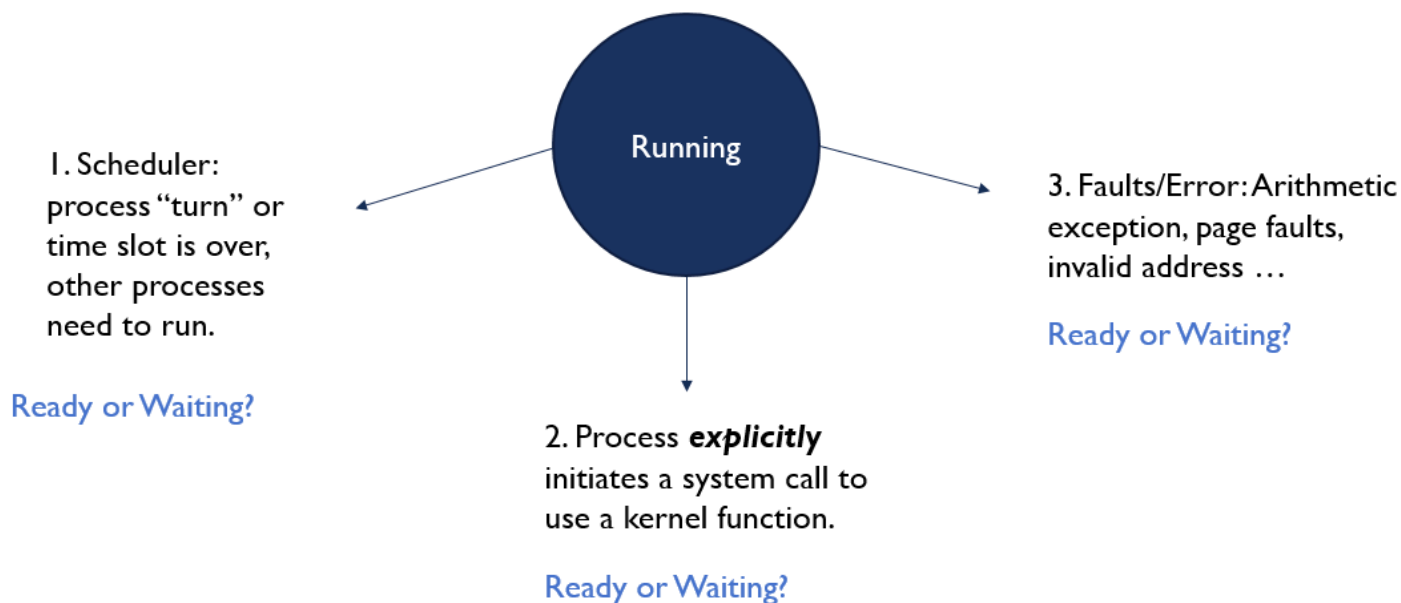 Running
1. Scheduler:
process “turn” or
time slot is over,
other processes
need to run.
Ready or Waiting?
2. Process explicitly
initiates a system call to
use a kernel function.
Ready or Waiting?
3. Faults/Error: Arithmetic
exception, page faults,
invalid address …
Ready or Waiting?